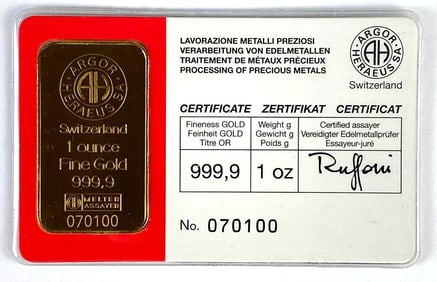 ARGOR
HERAEUS SA
AH
Switzerland
1 ounce
Fine Gold
999,9
MELTER
ASSAYER
070100
LAVORAZIONE METALLI PREZIOSI
VERARBEITUNG VON EDELMETALLEN
TRAITEMENT DE MÉTAUX PRÉCIEUX
PROCESSING OF PRECIOUS METALS
ARGOR
HERAEUS SA
AH
Switzerland
CERTIFICATE ZERTIFIKAT CERTIFICAT
Fineness GOLD
Feinheit GOLD
Titre OR
Weight g
Gewicht g
Poids g
Certified assayer
Vereidigter Edelmetallprüfer
Essayeur-juré
999,9
1 oz
Ruffoni
No. 070100